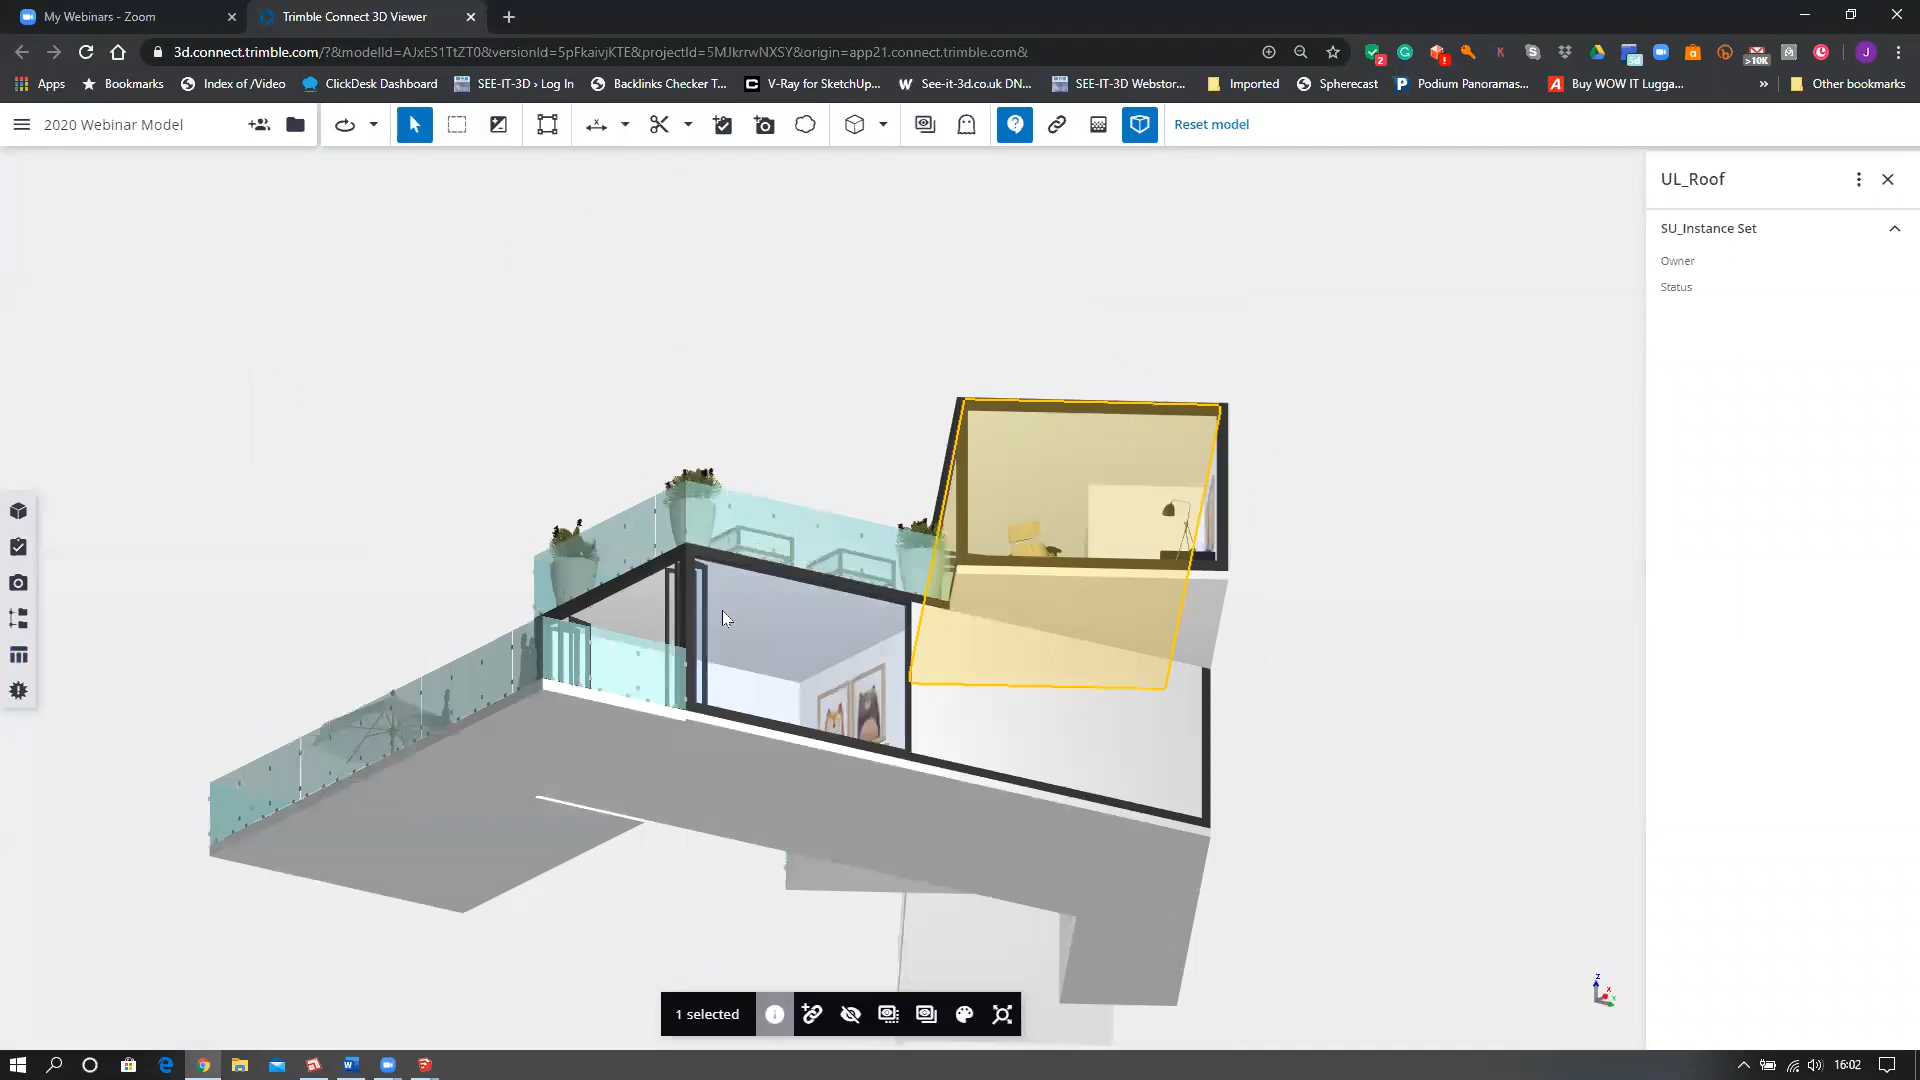 My Webinars - Zoom
Trimble Connect 3D Viewer
3d.connect.trimble.com/?&modelId=AJxES1TtZT0&versionId=5pFkaivjKTE&projectId=5MJkrrwNXSY&origin=app21.connect.trimble.com&
2
!
5d
>10K
J
Apps
Bookmarks
Index of /Video
ClickDesk Dashboard
SEE-IT-3D › Log In
Backlinks Checker T...
V-Ray for SketchUp...
See-it-3d.co.uk DN...
SEE-IT-3D Webstor...
Imported
Spherecast
Podium Panoramas...
Buy WOW IT Lugga...
»
Other bookmarks
2020 Webinar Model
Reset model
UL_Roof
SU_Instance Set
Owner
Status
z
x
Y
1 selected
16:02